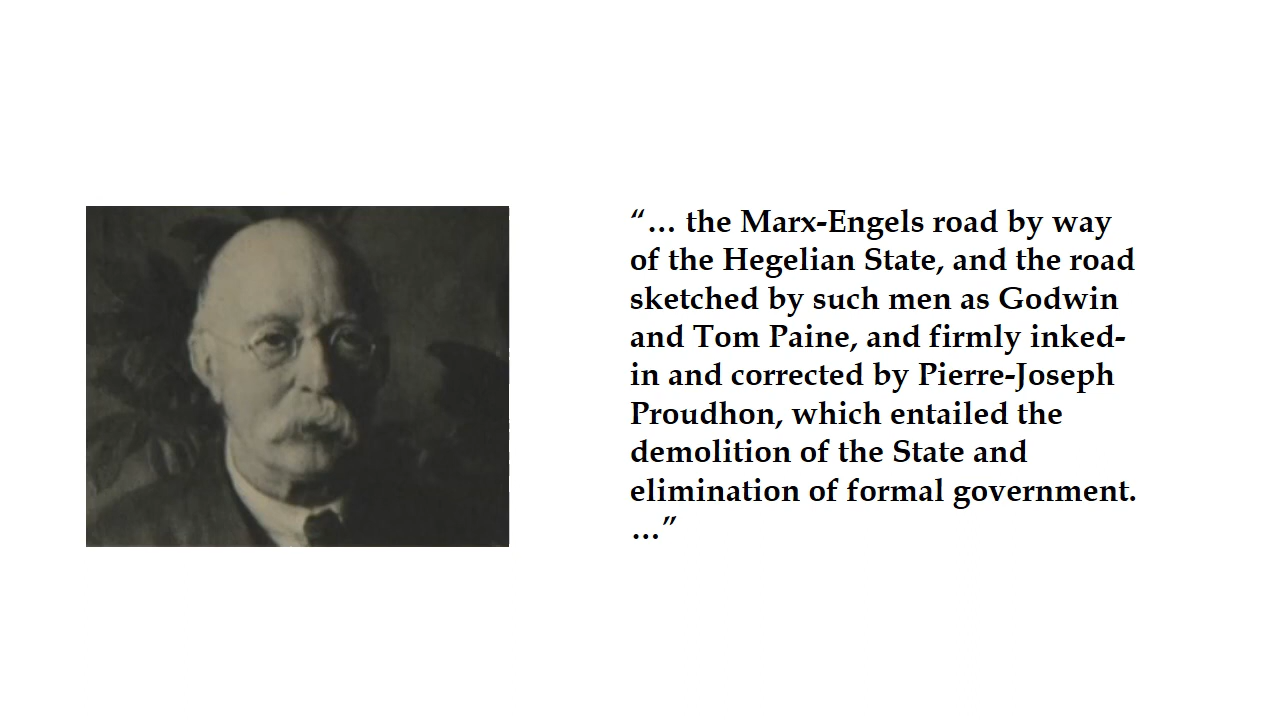 “… the Marx-Engels road by way
of the Hegelian State, and the road
sketched by such men as Godwin
and Tom Paine, and firmly inked-
in and corrected by Pierre-Joseph
Proudhon, which entailed the
demolition of the State and
elimination of formal government.
…”